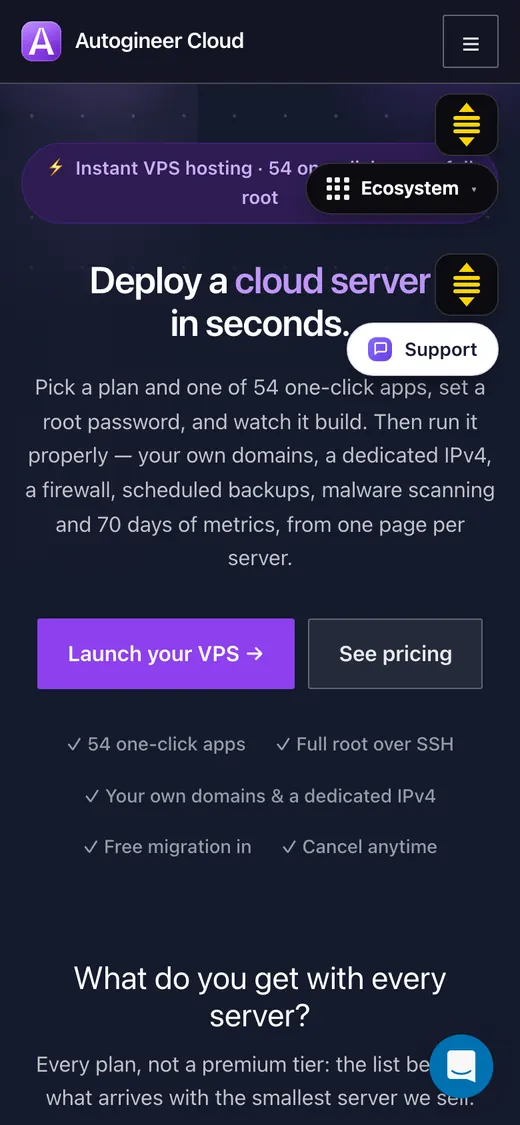 Autogineer Cloud
⚡ Instant VPS hosting · 54
root
Ecosystem
Deploy a cloud server
in seconds.
Support
Pick a plan and one of 54 one-click apps, set a
root password, and watch it build. Then run it
properly — your own domains, a dedicated IPv4,
a firewall, scheduled backups, malware scanning
and 70 days of metrics, from one page per
server.
Launch your VPS →
See pricing
✓ 54 one-click apps ✓ Full root over SSH
✓ Your own domains & a dedicated IPv4
✓ Free migration in ✓ Cancel anytime
What do you get with every
server?
Every plan, not a premium tier: the list
what arrives with the smallest server we sell.